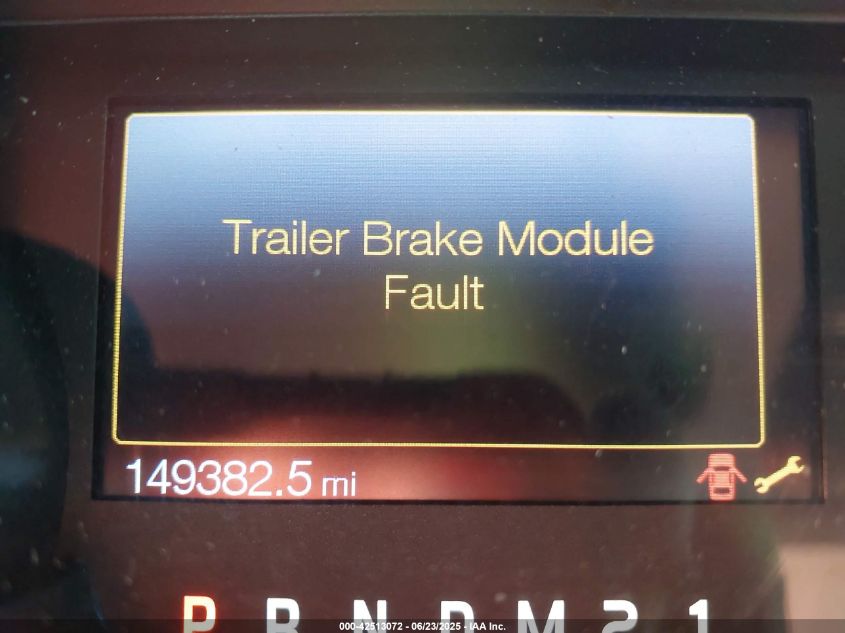 Trailer Brake Module
Fault
149382.5 mi
P R N D M 2 1
000-42513072 - 06/23/2025 - IAA Inc.